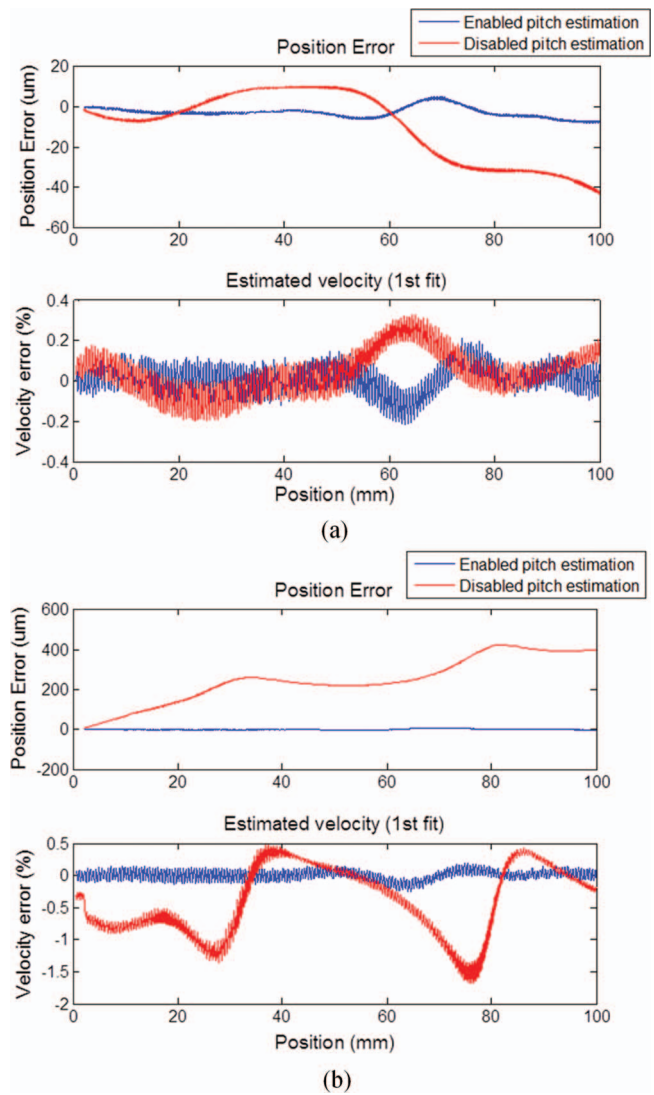 Enabled pitch estimation
Disabled pitch estimation
Position Error
Position Error (um)
20
0
-20
-40
-60
0 20 40 60 80 100
Estimated velocity (1st fit)
Velocity error (%)
0.4
0.2
0
-0.2
-0.4
0 20 40 60 80 100
Position (mm)
(a)
Enabled pitch estimation
Disabled pitch estimation
Position Error
Position Error (um)
600
400
200
0
-200
0 20 40 60 80 100
Estimated velocity (1st fit)
Velocity error (%)
0.5
0
-0.5
-1
-1.5
-2
0 20 40 60 80 100
Position (mm)
(b)